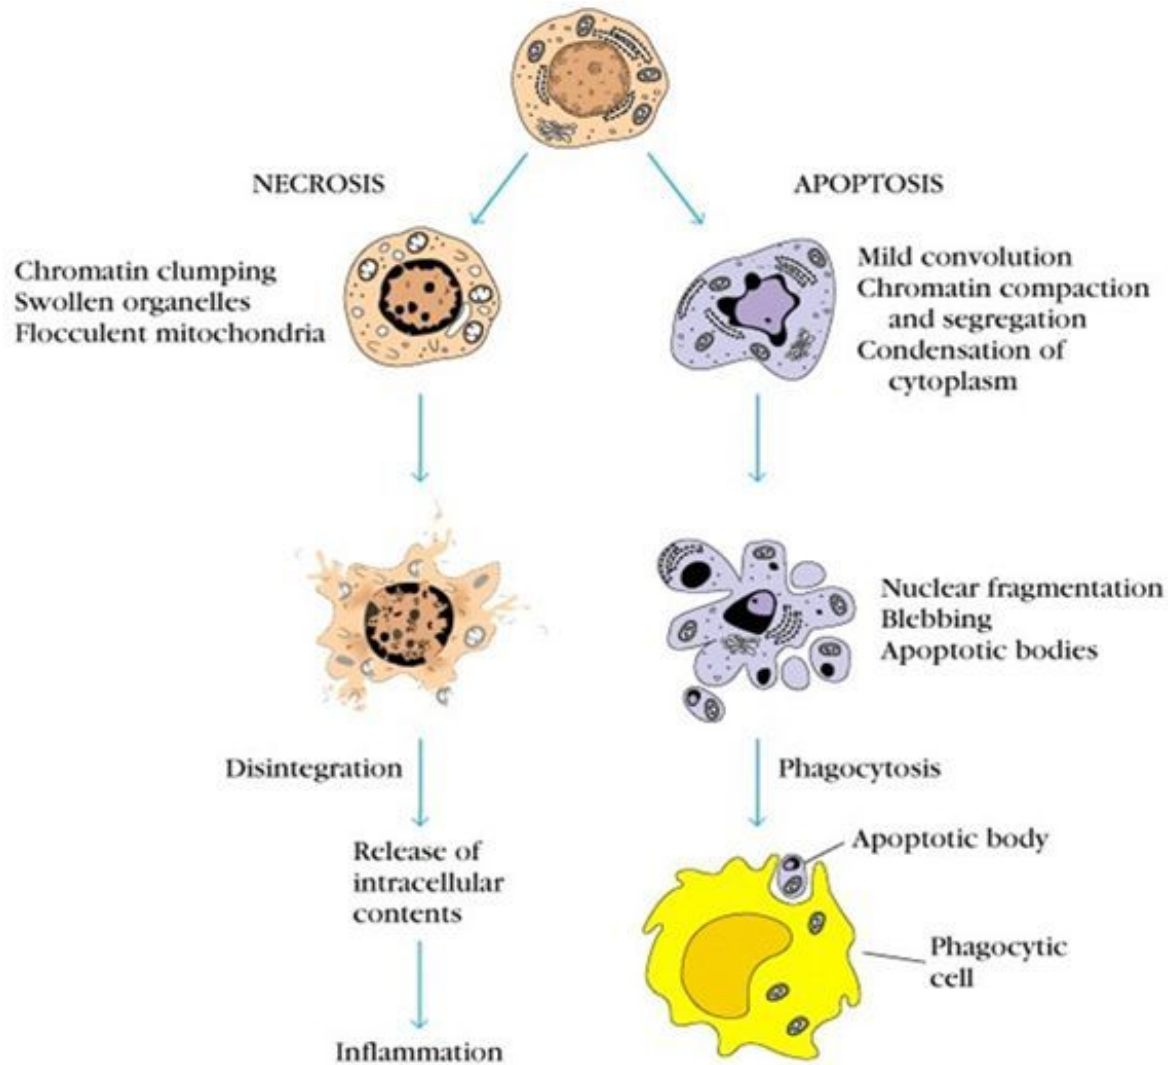 NECROSIS
APOPTOSIS
Chromatin clumping
Swollen organelles
Flocculent mitochondria
Mild convolution
Chromatin compaction
and segregation
Condensation of
cytoplasm
Nuclear fragmentation
Blebbing
Apoptotic bodies
Disintegration
Phagocytosis
Release of
intracellular
contents
Apoptotic body
Phagocytic
cell
Inflammation